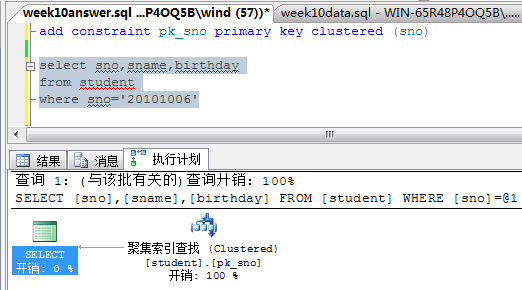 week10answer.sql ...P4OQ5B\wind (57))*
week10data.sql - WIN-65R48P4OQ5B\.....
add constraint pk_sno primary key clustered (sno)
select sno,sname,birthday
from student
where sno='20101006'
结果 消息 执行计划
查询 1: (与该批有关的)查询开销: 100%
SELECT [sno],[sname],[birthday] FROM [student] WHERE [sno]=@1
SELECT
开销: 0 %
聚集索引查找 (Clustered)
[student].[pk_sno]
开销: 100 %